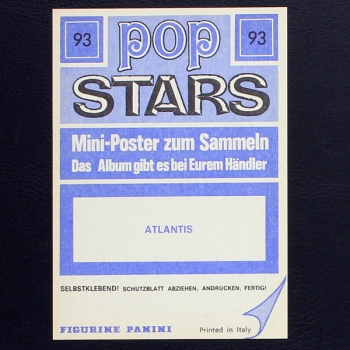 93 pop 93
STARS
Mini-Poster zum Sammeln
Das Album gibt es bei Eurem Händler
ATLANTIS
SELBSTKLEBEND! SCHUTZBLATT ABZIEHEN, ANDRÜCKEN, FERTIG!
FIGURINE PANINI Printed in Italy